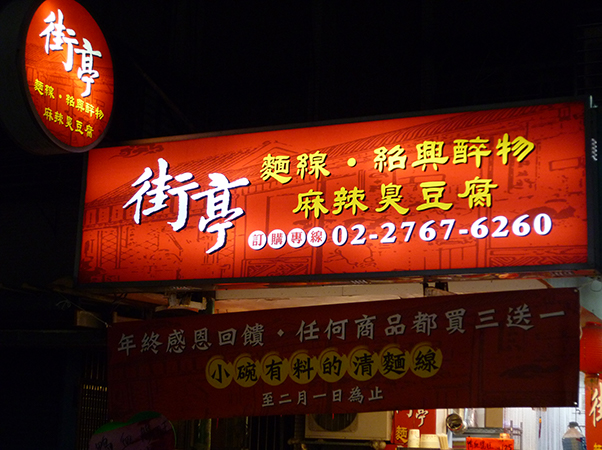 街亭
麵線·紹興醉物
麻辣臭豆腐
街亭
麵線·紹興醉物
麻辣臭豆腐
訂購專線 02-2767-6260
年終感恩回饋·任何商品都買三送一
小碗有料的清麵線
至二月一日為止
街亭
街